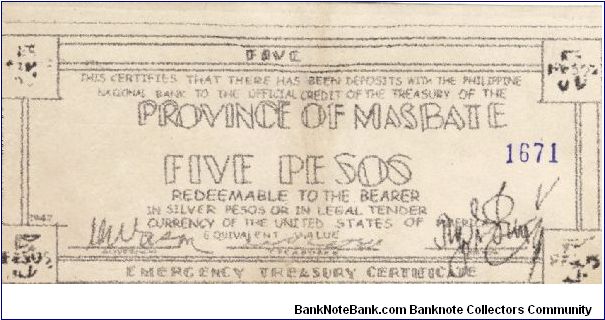 FIVE
THIS CERTIFIES THAT THERE HAS BEEN DEPOSITS WITH THE PHILIPPINE
NATIONAL BANK TO THE OFFICIAL CREDIT OF THE TREASURY OF THE
PROVINCE OF MASBATE
FIVE PESOS
1671
REDEEMABLE TO THE BEARER
IN SILVER PESOS OR IN LEGAL TENDER
CURRENCY OF THE UNITED STATES OF
EQUIVALENT VALUE
EMERGENCY TREASURY CERTIFICATE
BankNoteBank.com Banknote Collectors Community